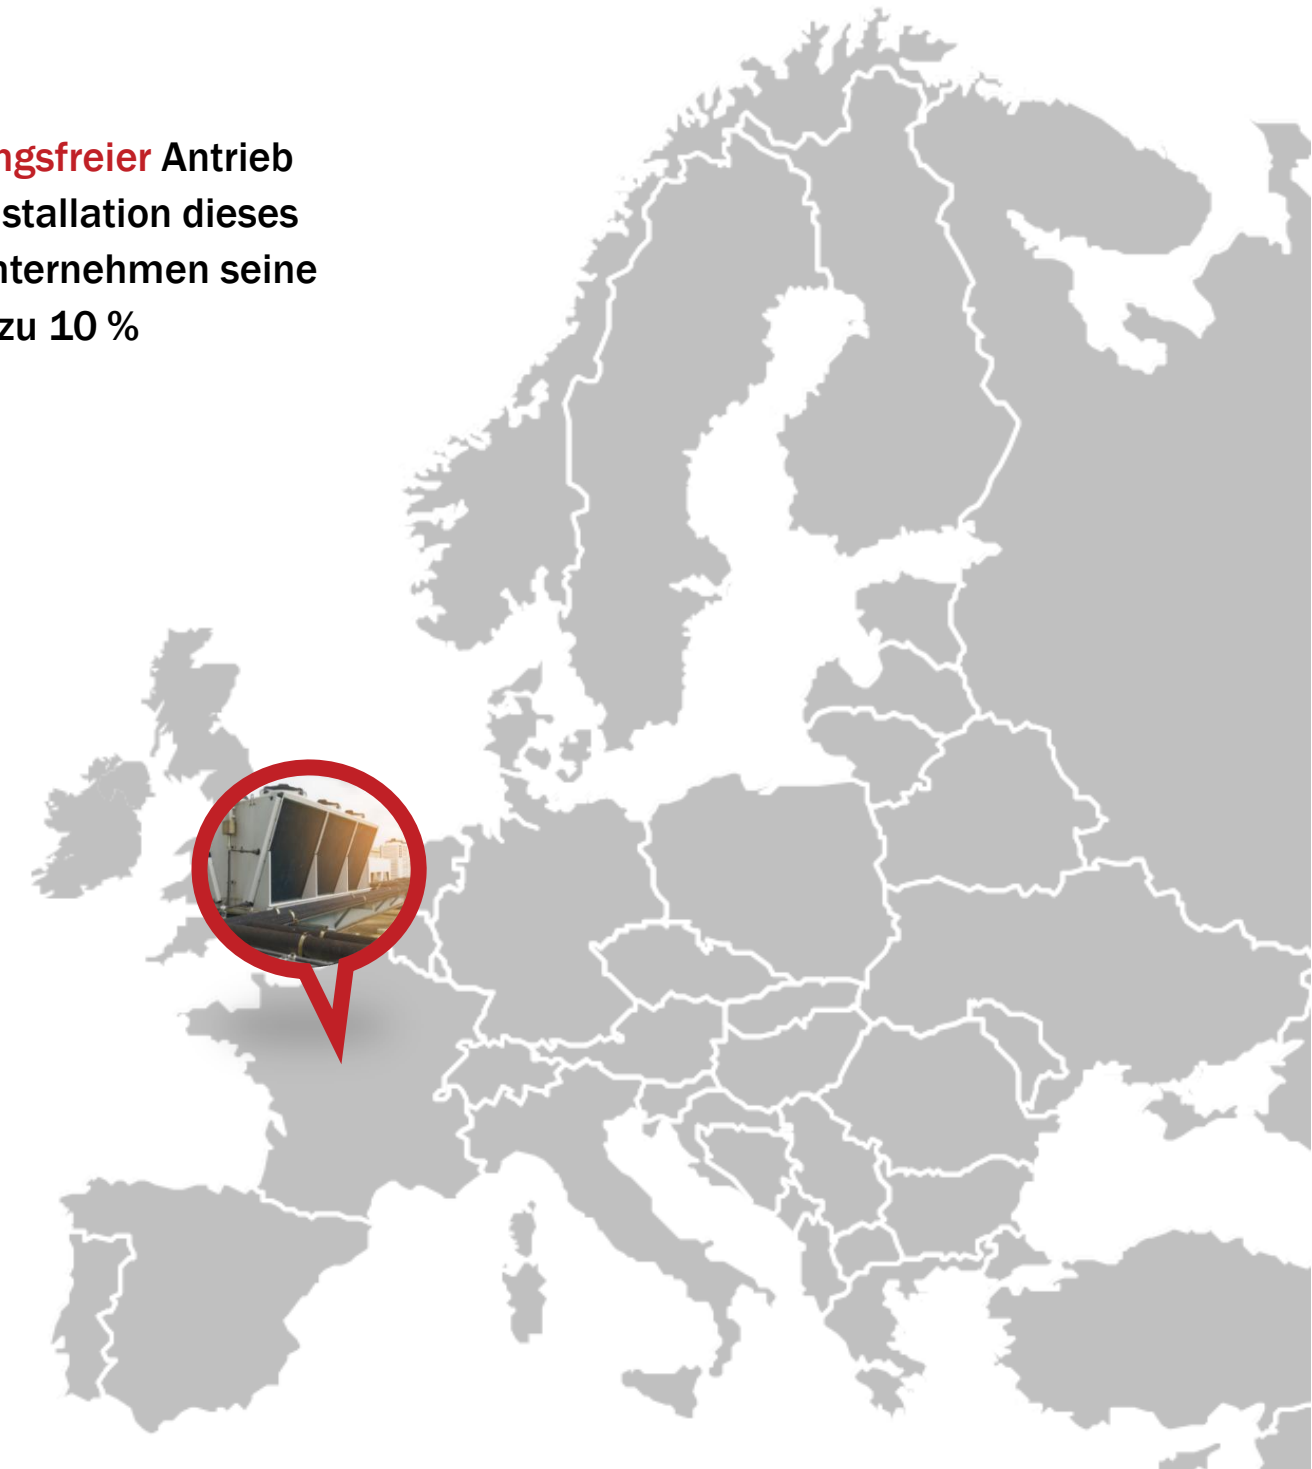 ngsfreier Antrieb
stallation dieses
nternehmen seine
zu 10 %